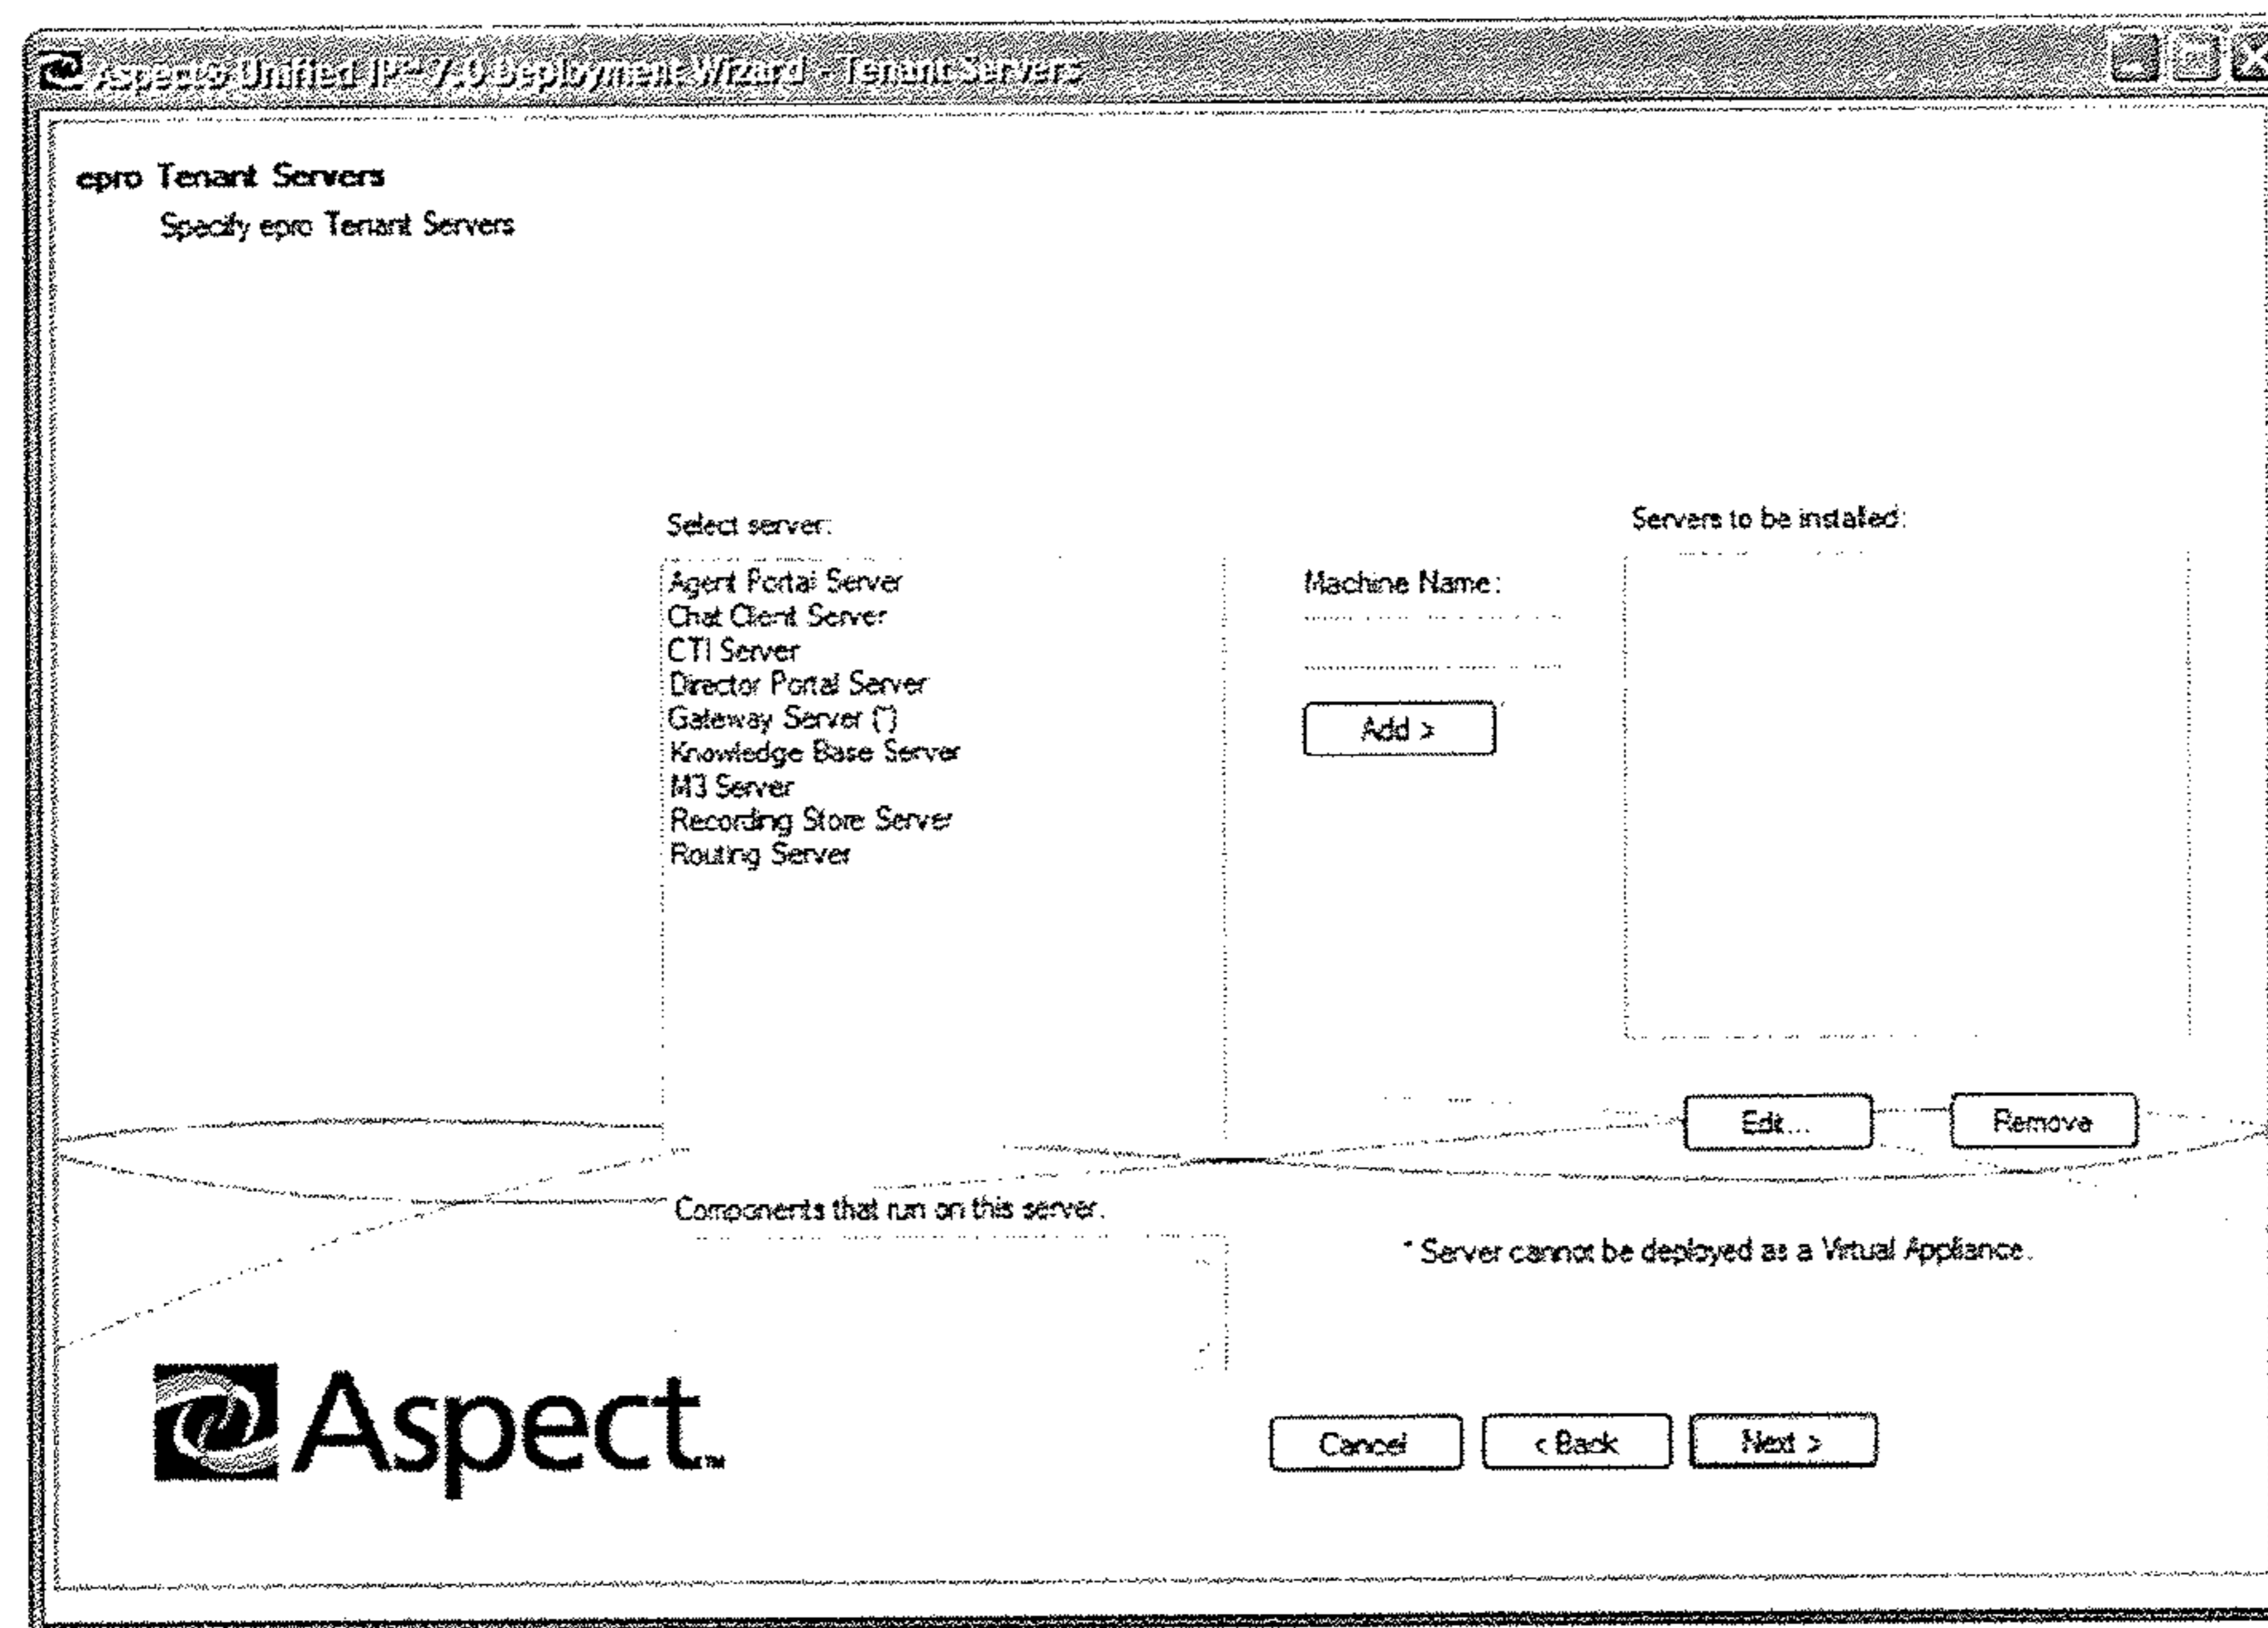 Aspect® Unified IP™ 7.0 Deployment Wizard - Tenant Servers
epro Tenant Servers
Specify epro Tenant Servers
Select server:
Agent Portal Server
Chat Client Server
CTI Server
Director Portal Server
Gateway Server (*)
Knowledge Base Server
M3 Server
Recording Store Server
Routing Server
Machine Name:
Add >
Servers to be installed:
Edit...
Remove
Components that run on this server.
* Server cannot be deployed as a Virtual Appliance.
Aspect™
Cancel
< Back
Next >